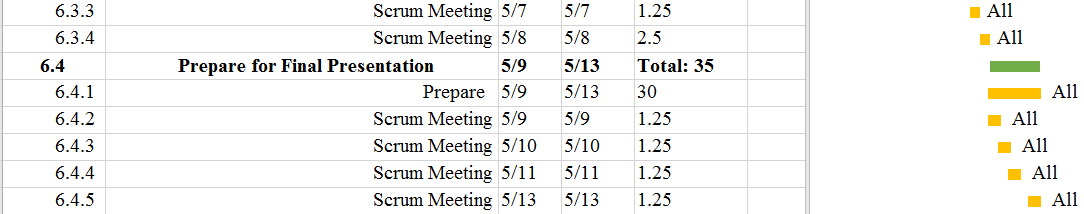 6.3.3 Scrum Meeting 5/7 5/7 1.25 All
6.3.4 Scrum Meeting 5/8 5/8 2.5 All
6.4 Prepare for Final Presentation 5/9 5/13 Total: 35
6.4.1 Prepare 5/9 5/13 30 All
6.4.2 Scrum Meeting 5/9 5/9 1.25 All
6.4.3 Scrum Meeting 5/10 5/10 1.25 All
6.4.4 Scrum Meeting 5/11 5/11 1.25 All
6.4.5 Scrum Meeting 5/13 5/13 1.25 All